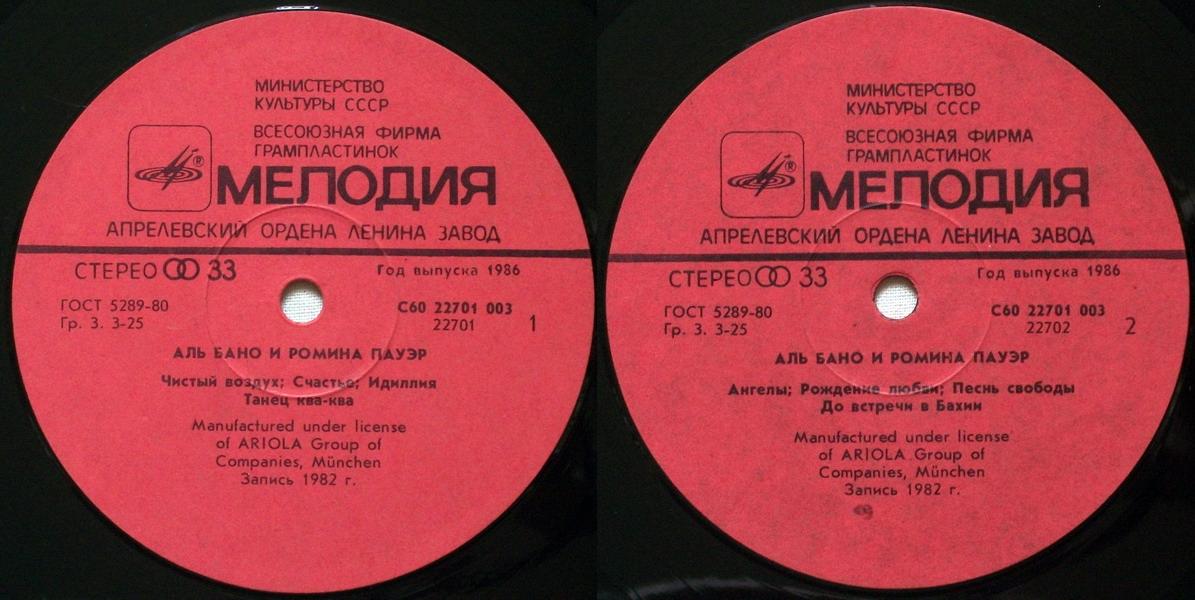 МИНИСТЕРСТВО
КУЛЬТУРЫ СССР
ВСЕСОЮЗНАЯ ФИРМА
ГРАМПЛАСТИНОК
®
МЕЛОДИЯ
АПРЕЛЕВСКИЙ ОРДЕНА ЛЕНИНА ЗАВОД
СТЕРЕО 33
Год выпуска 1986
ГОСТ 5289-80
Гр. 3. 3-25
С60 22701 003
22701
1
АЛЬ БАНО И РОМИНА ПАУЭР
Чистый воздух; Счастье; Идиллия
Танец ква-ква
Manufactured under license
of ARIOLA Group of
Companies, München
Запись 1982 г.
МИНИСТЕРСТВО
КУЛЬТУРЫ СССР
ВСЕСОЮЗНАЯ ФИРМА
ГРАМПЛАСТИНОК
®
МЕЛОДИЯ
АПРЕЛЕВСКИЙ ОРДЕНА ЛЕНИНА ЗАВОД
СТЕРЕО 33
Год выпуска 1986
ГОСТ 5289-80
Гр. 3. 3-25
С60 22701 003
22702
2
АЛЬ БАНО И РОМИНА ПАУЭР
Ангелы; Рождение любви; Песнь свободы
До встречи в Бахии
Manufactured under license
of ARIOLA Group of
Companies, München
Запись 1982 г.